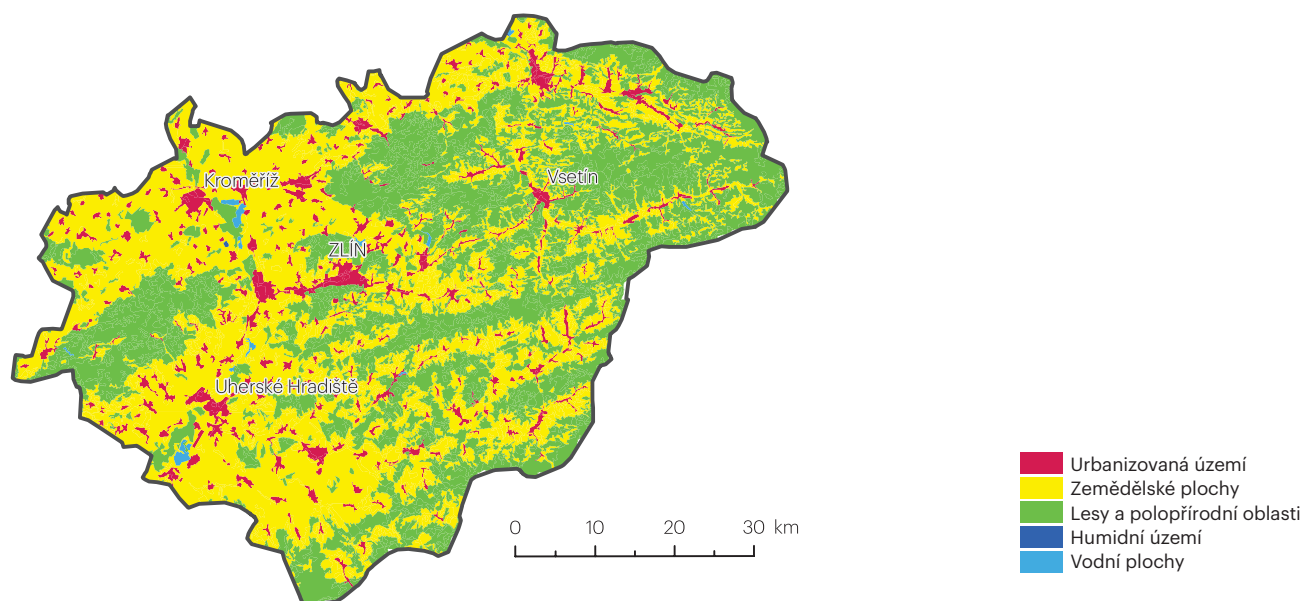 Vsetín
Kroměříž
ZLÍN
Uherské Hradiště
Urbanizovaná území
Zemědělské plochy
Lesy a polopřírodní oblasti
Humidní území
Vodní plochy
0 10 20 30 km